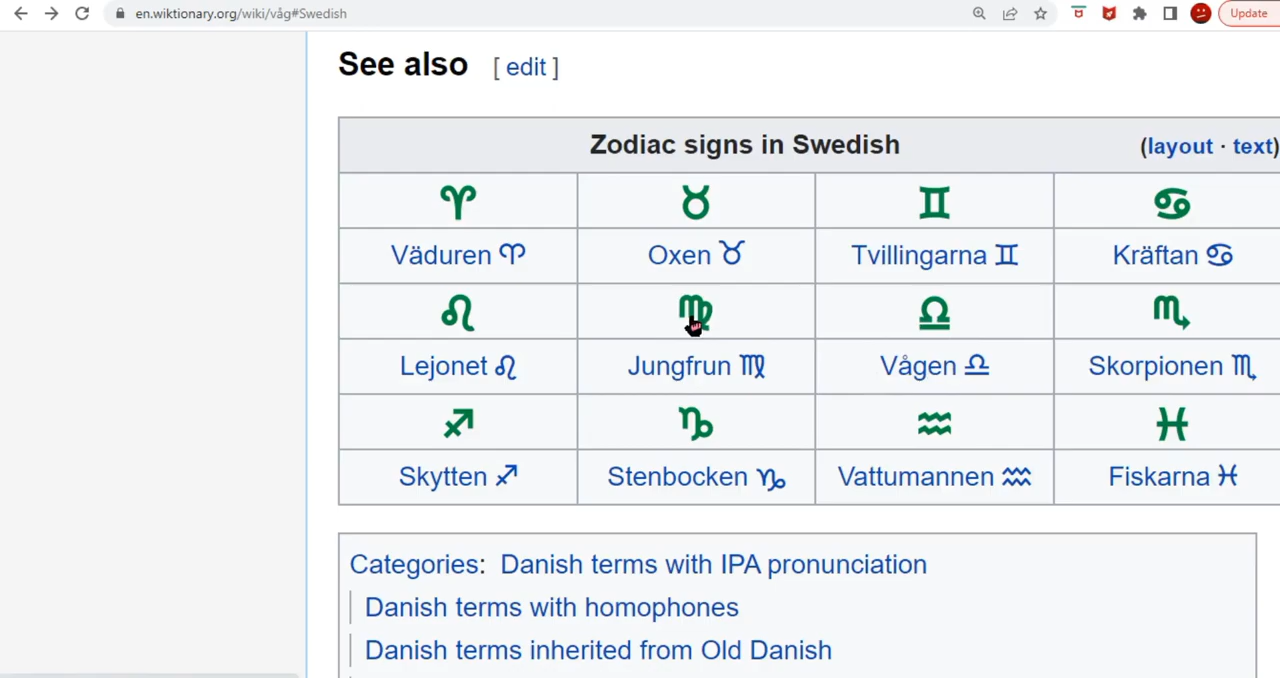 en.wiktionary.org/wiki/våg#Swedish
Update
See also [ edit ]
Zodiac signs in Swedish (layout · text)
♈ ♉ ♊ ♋
Väduren ♈ Oxen ♉ Tvillingarna ♊ Kräftan ♋
♌ ♍ ♎ ♏
Lejonet ♌ Jungfrun ♍ Vågen ♎ Skorpionen ♏
♐ ♑ ♒ ♓
Skytten ♐ Stenbocken ♑ Vattumannen ♒ Fiskarna ♓
Categories: Danish terms with IPA pronunciation
Danish terms with homophones
Danish terms inherited from Old Danish